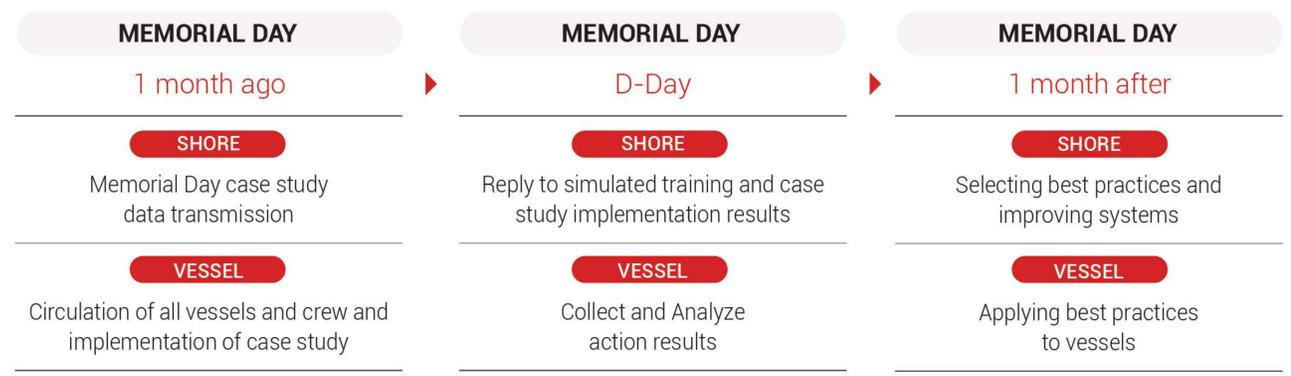 MEMORIAL DAY
1 month ago
SHORE
Memorial Day case study
data transmission
VESSEL
Circulation of all vessels and crew and
implementation of case study
MEMORIAL DAY
D-Day
SHORE
Reply to simulated training and case
study implementation results
VESSEL
Collect and Analyze
action results
MEMORIAL DAY
1 month after
SHORE
Selecting best practices and
improving systems
VESSEL
Applying best practices
to vessels